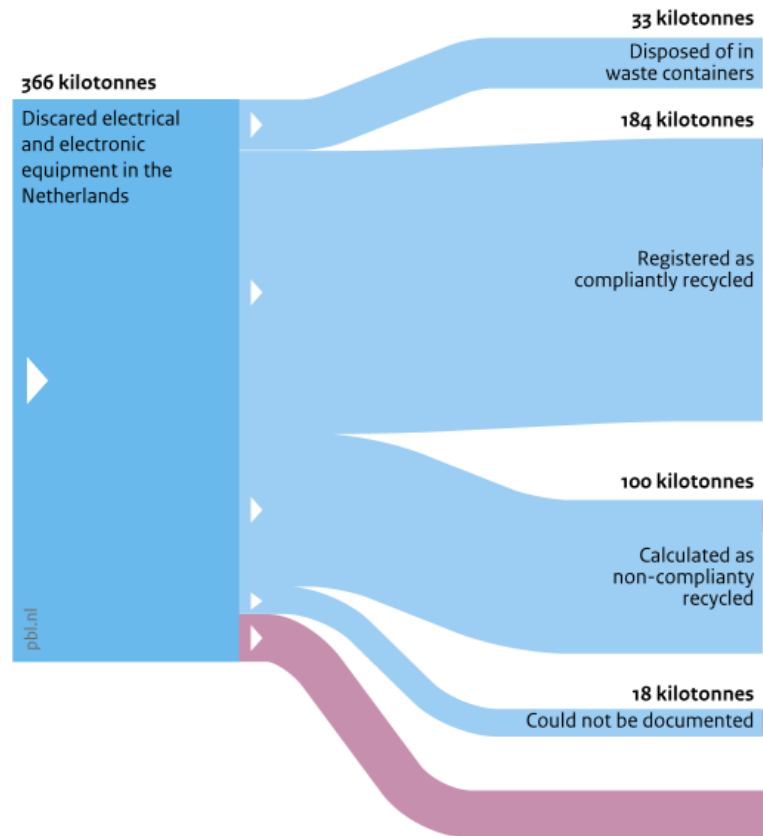 366 kilotonnes
Discared electrical
and electronic
equipment in the
Netherlands
pbl.nl
33 kilotonnes
Disposed of in
waste containers
184 kilotonnes
Registered as
compliantly recycled
100 kilotonnes
Calculated as
non-complianty
recycled
18 kilotonnes
Could not be documented